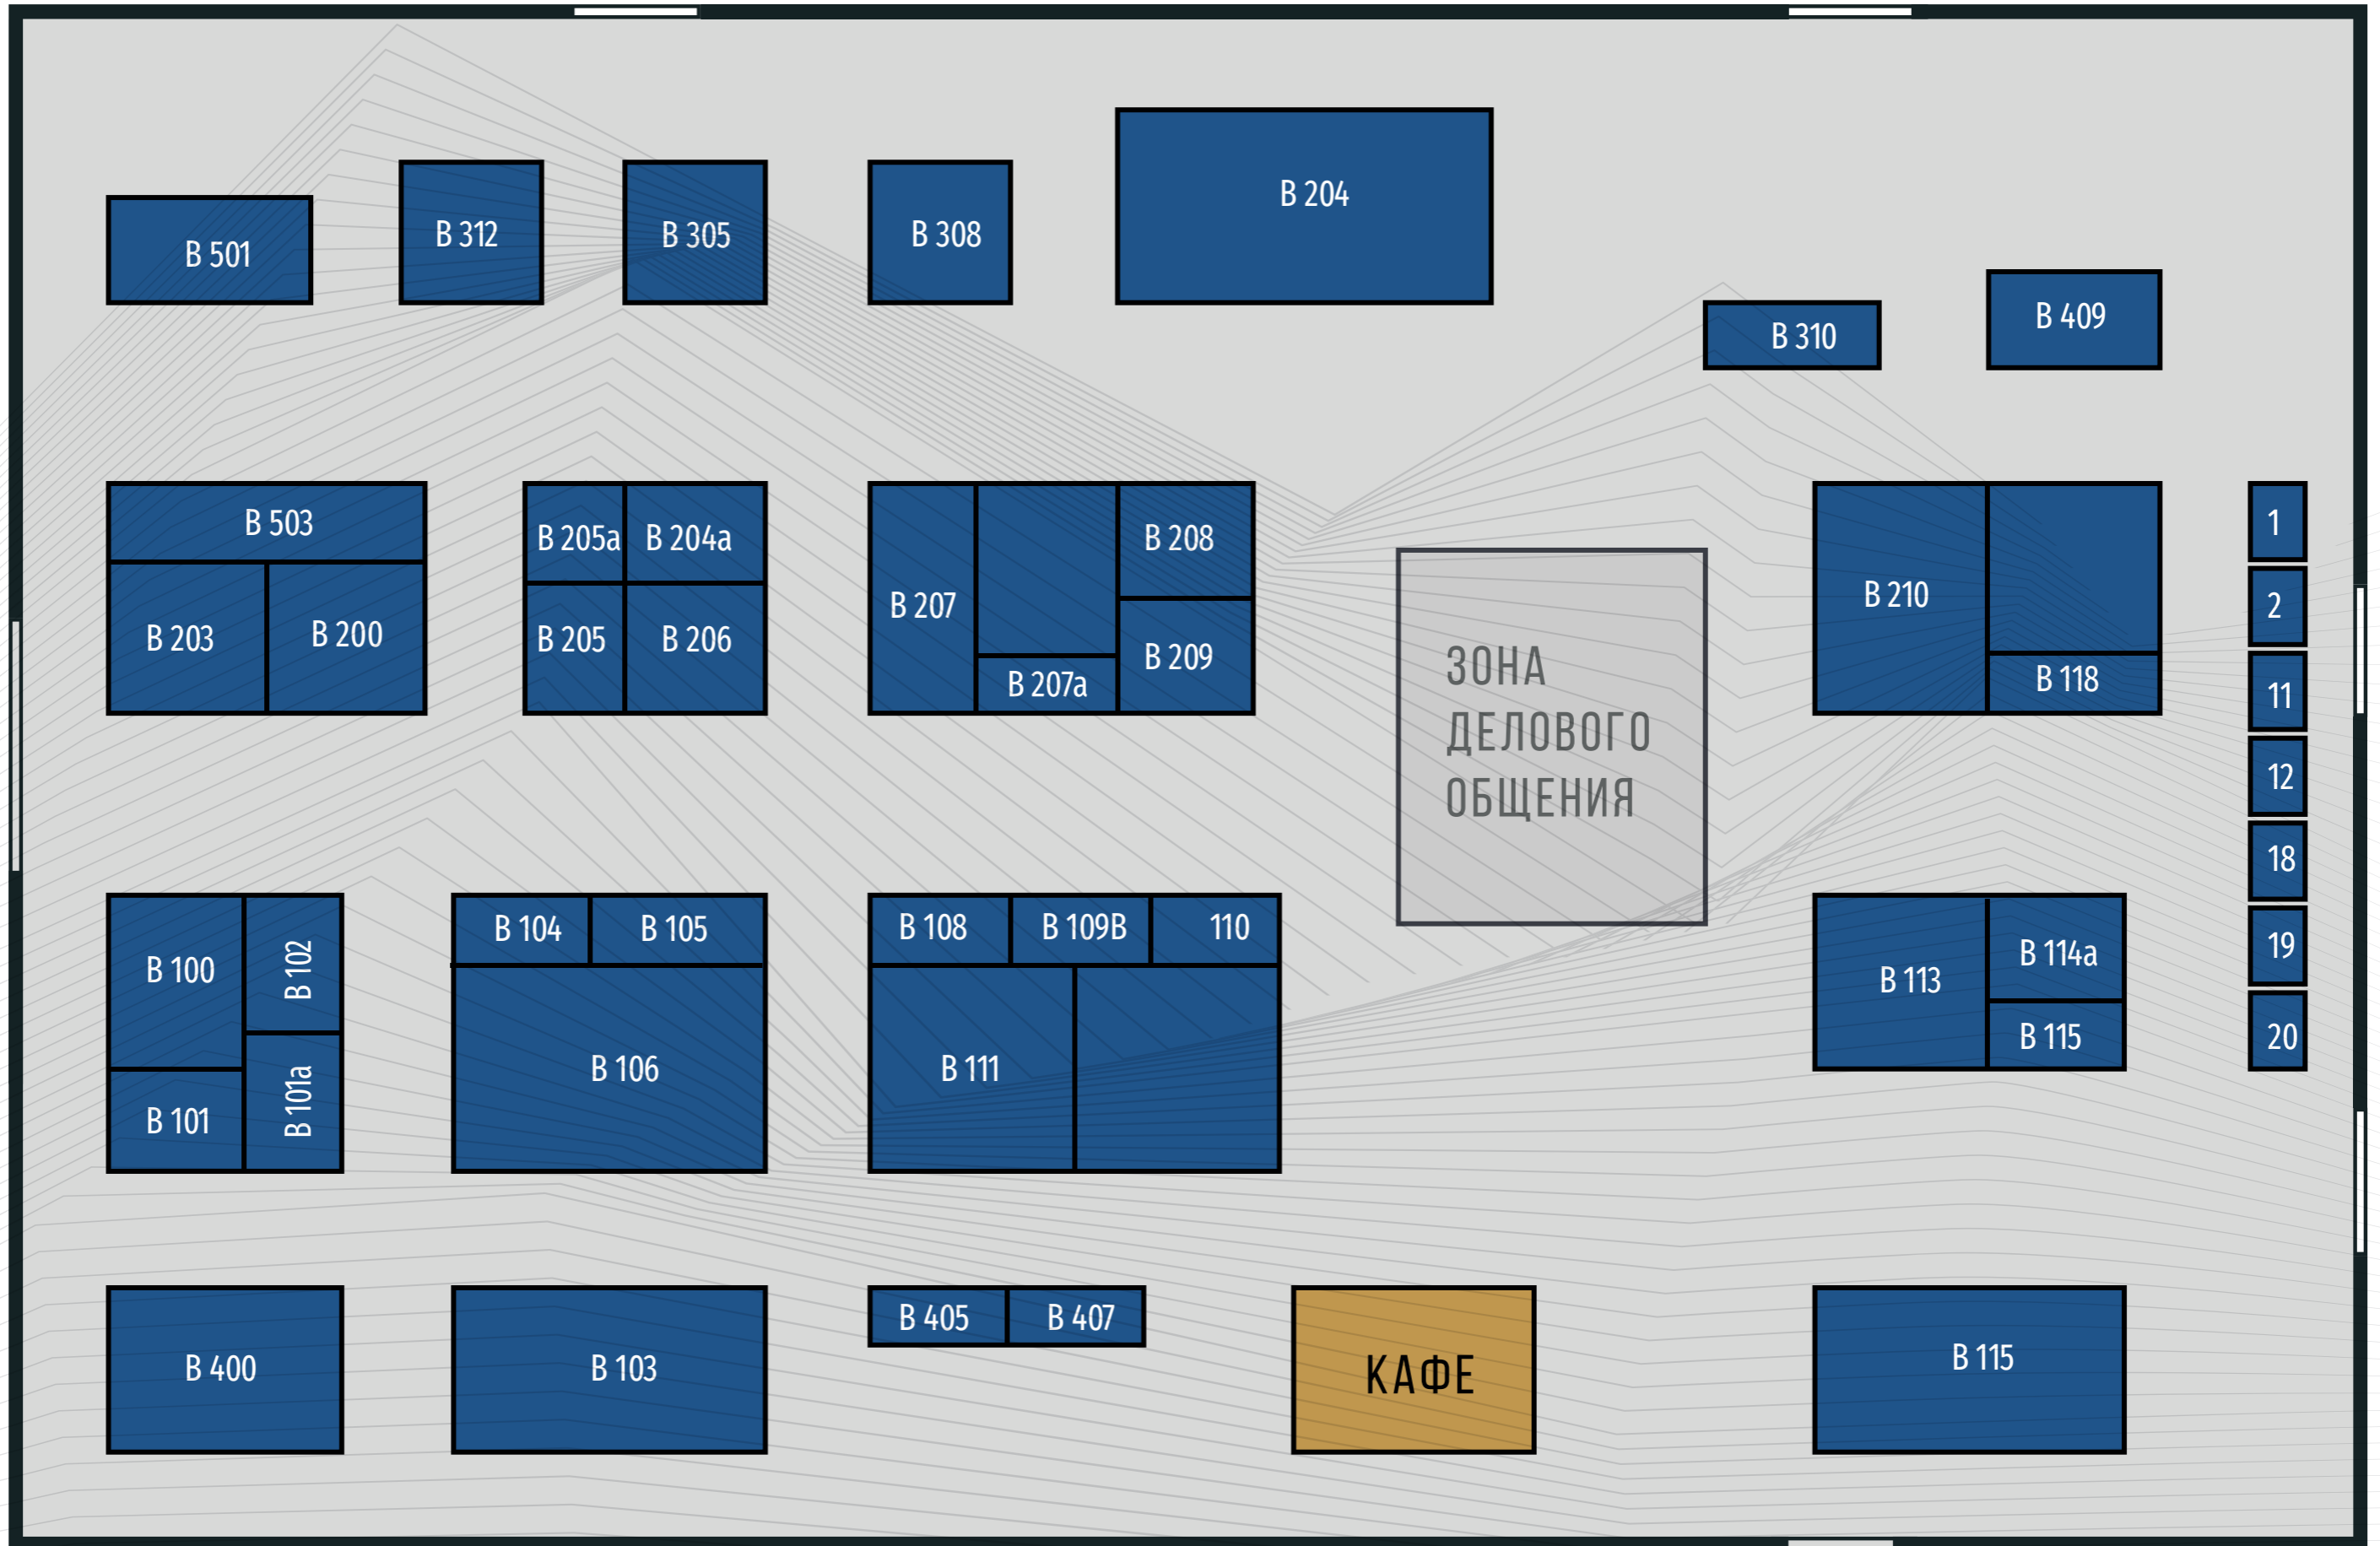 B 204
B 501
B 312
B 305
B 308
B 310
B 409
B 503
B 203
B 200
B 205a
B 204a
B 205
B 206
B 207
B 207a
B 208
B 209
ЗОНА
ДЕЛОВОГО
ОБЩЕНИЯ
B 210
B 118
1
2
11
12
18
19
20
B 100
B 102
B 101
B 101a
B 104
B 105
B 106
B 108
B 109B
110
B 111
B 113
B 114a
B 115
B 400
B 103
B 405
B 407
КАФЕ
B 115